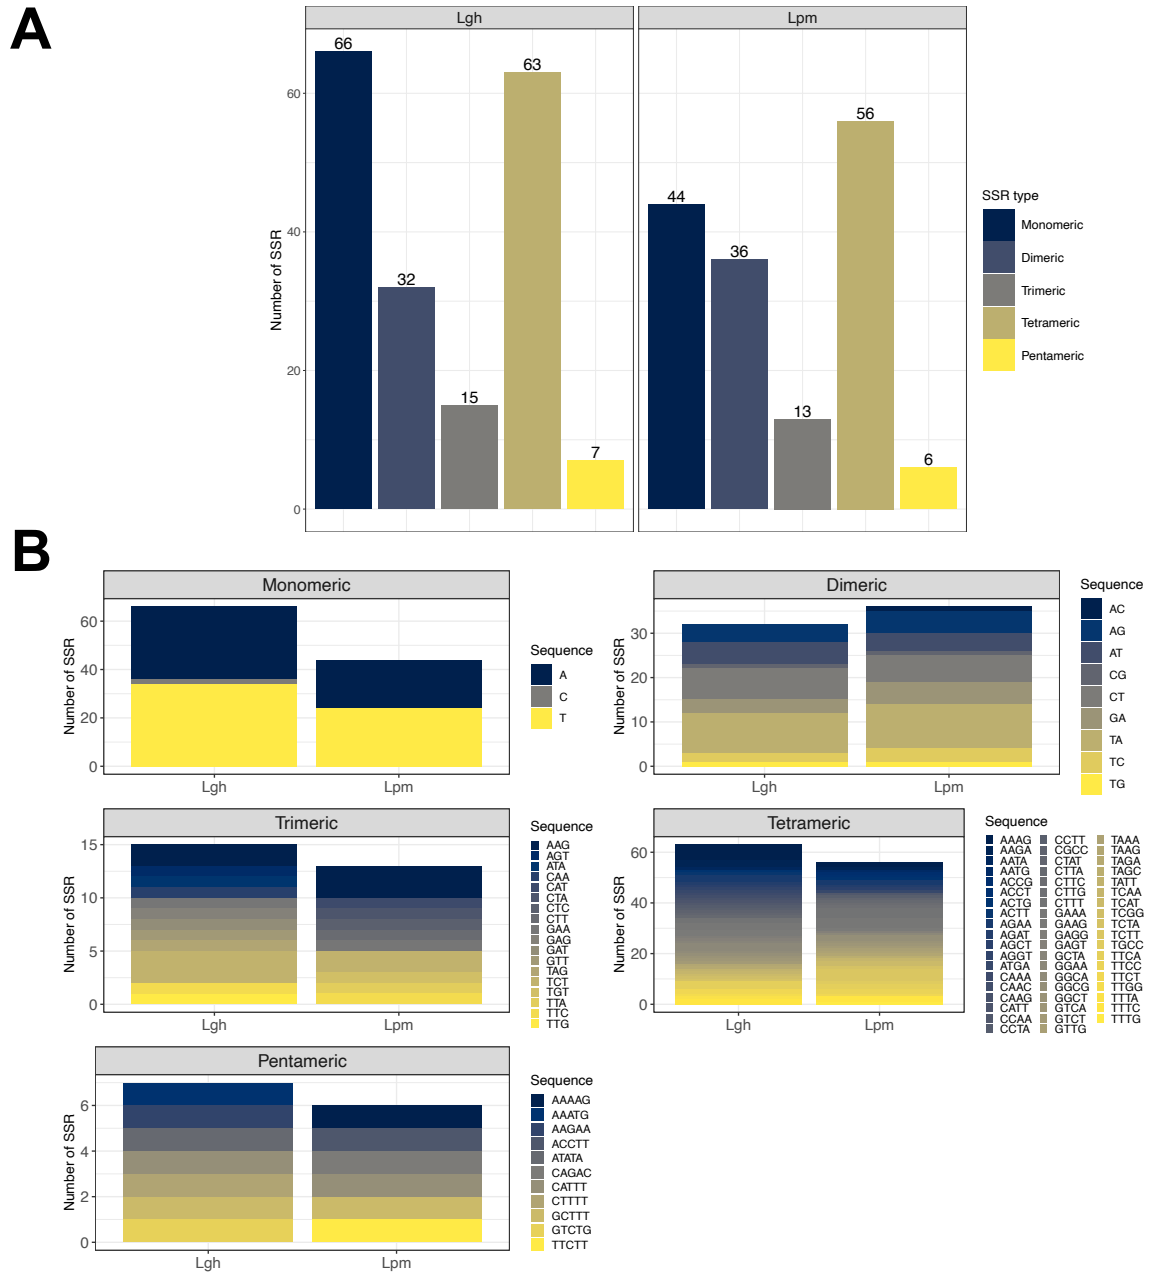 A
Lgh
Lpm
66
32
15
63
7
44
36
13
56
6
Number of SSR
60
40
20
0
SSR type
Monomeric
Dimeric
Trimeric
Tetrameric
Pentameric
B
Monomeric
Number of SSR
60
40
20
0
Lgh
Lpm
Sequence
A
C
T
Dimeric
Number of SSR
30
20
10
0
Lgh
Lpm
Sequence
AC
AG
AT
CG
CT
GA
TA
TC
TG
Trimeric
Number of SSR
15
10
5
0
Lgh
Lpm
Sequence
AAG
AGT
ATA
CAA
CAT
CTA
CTC
CTT
GAA
GAG
GAT
GTT
TAG
TCT
TGT
TTA
TTC
TTG
Tetrameric
Number of SSR
60
40
20
0
Lgh
Lpm
Sequence
AAAG CCTT TAAA
AAGA CGCC TAAG
AATA CTAT TAGA
AATG CTTA TAGC
ACCG CTTC TATT
ACCT CTTG TCAA
ACTG CTTT TCAT
ACTT GAAA TCGG
AGAA GAAG TCTA
AGAT GAGG TCTT
AGCT GAGT TGCC
AGGT GCTA TTCA
ATGA GGAA TTCC
CAAA GGCA TTCT
CAAC GGCG TTGG
CAAG GGCT TTTA
CATT GTCA TTTC
CCAA GTCT TTTG
CCTA GTTG
Pentameric
Number of SSR
6
4
2
0
Lgh
Lpm
Sequence
AAAAG
AAATG
AAGAA
ACCTT
ATATA
CAGAC
CATTT
CTTTT
GCTTT
GTCTG
TTCTT